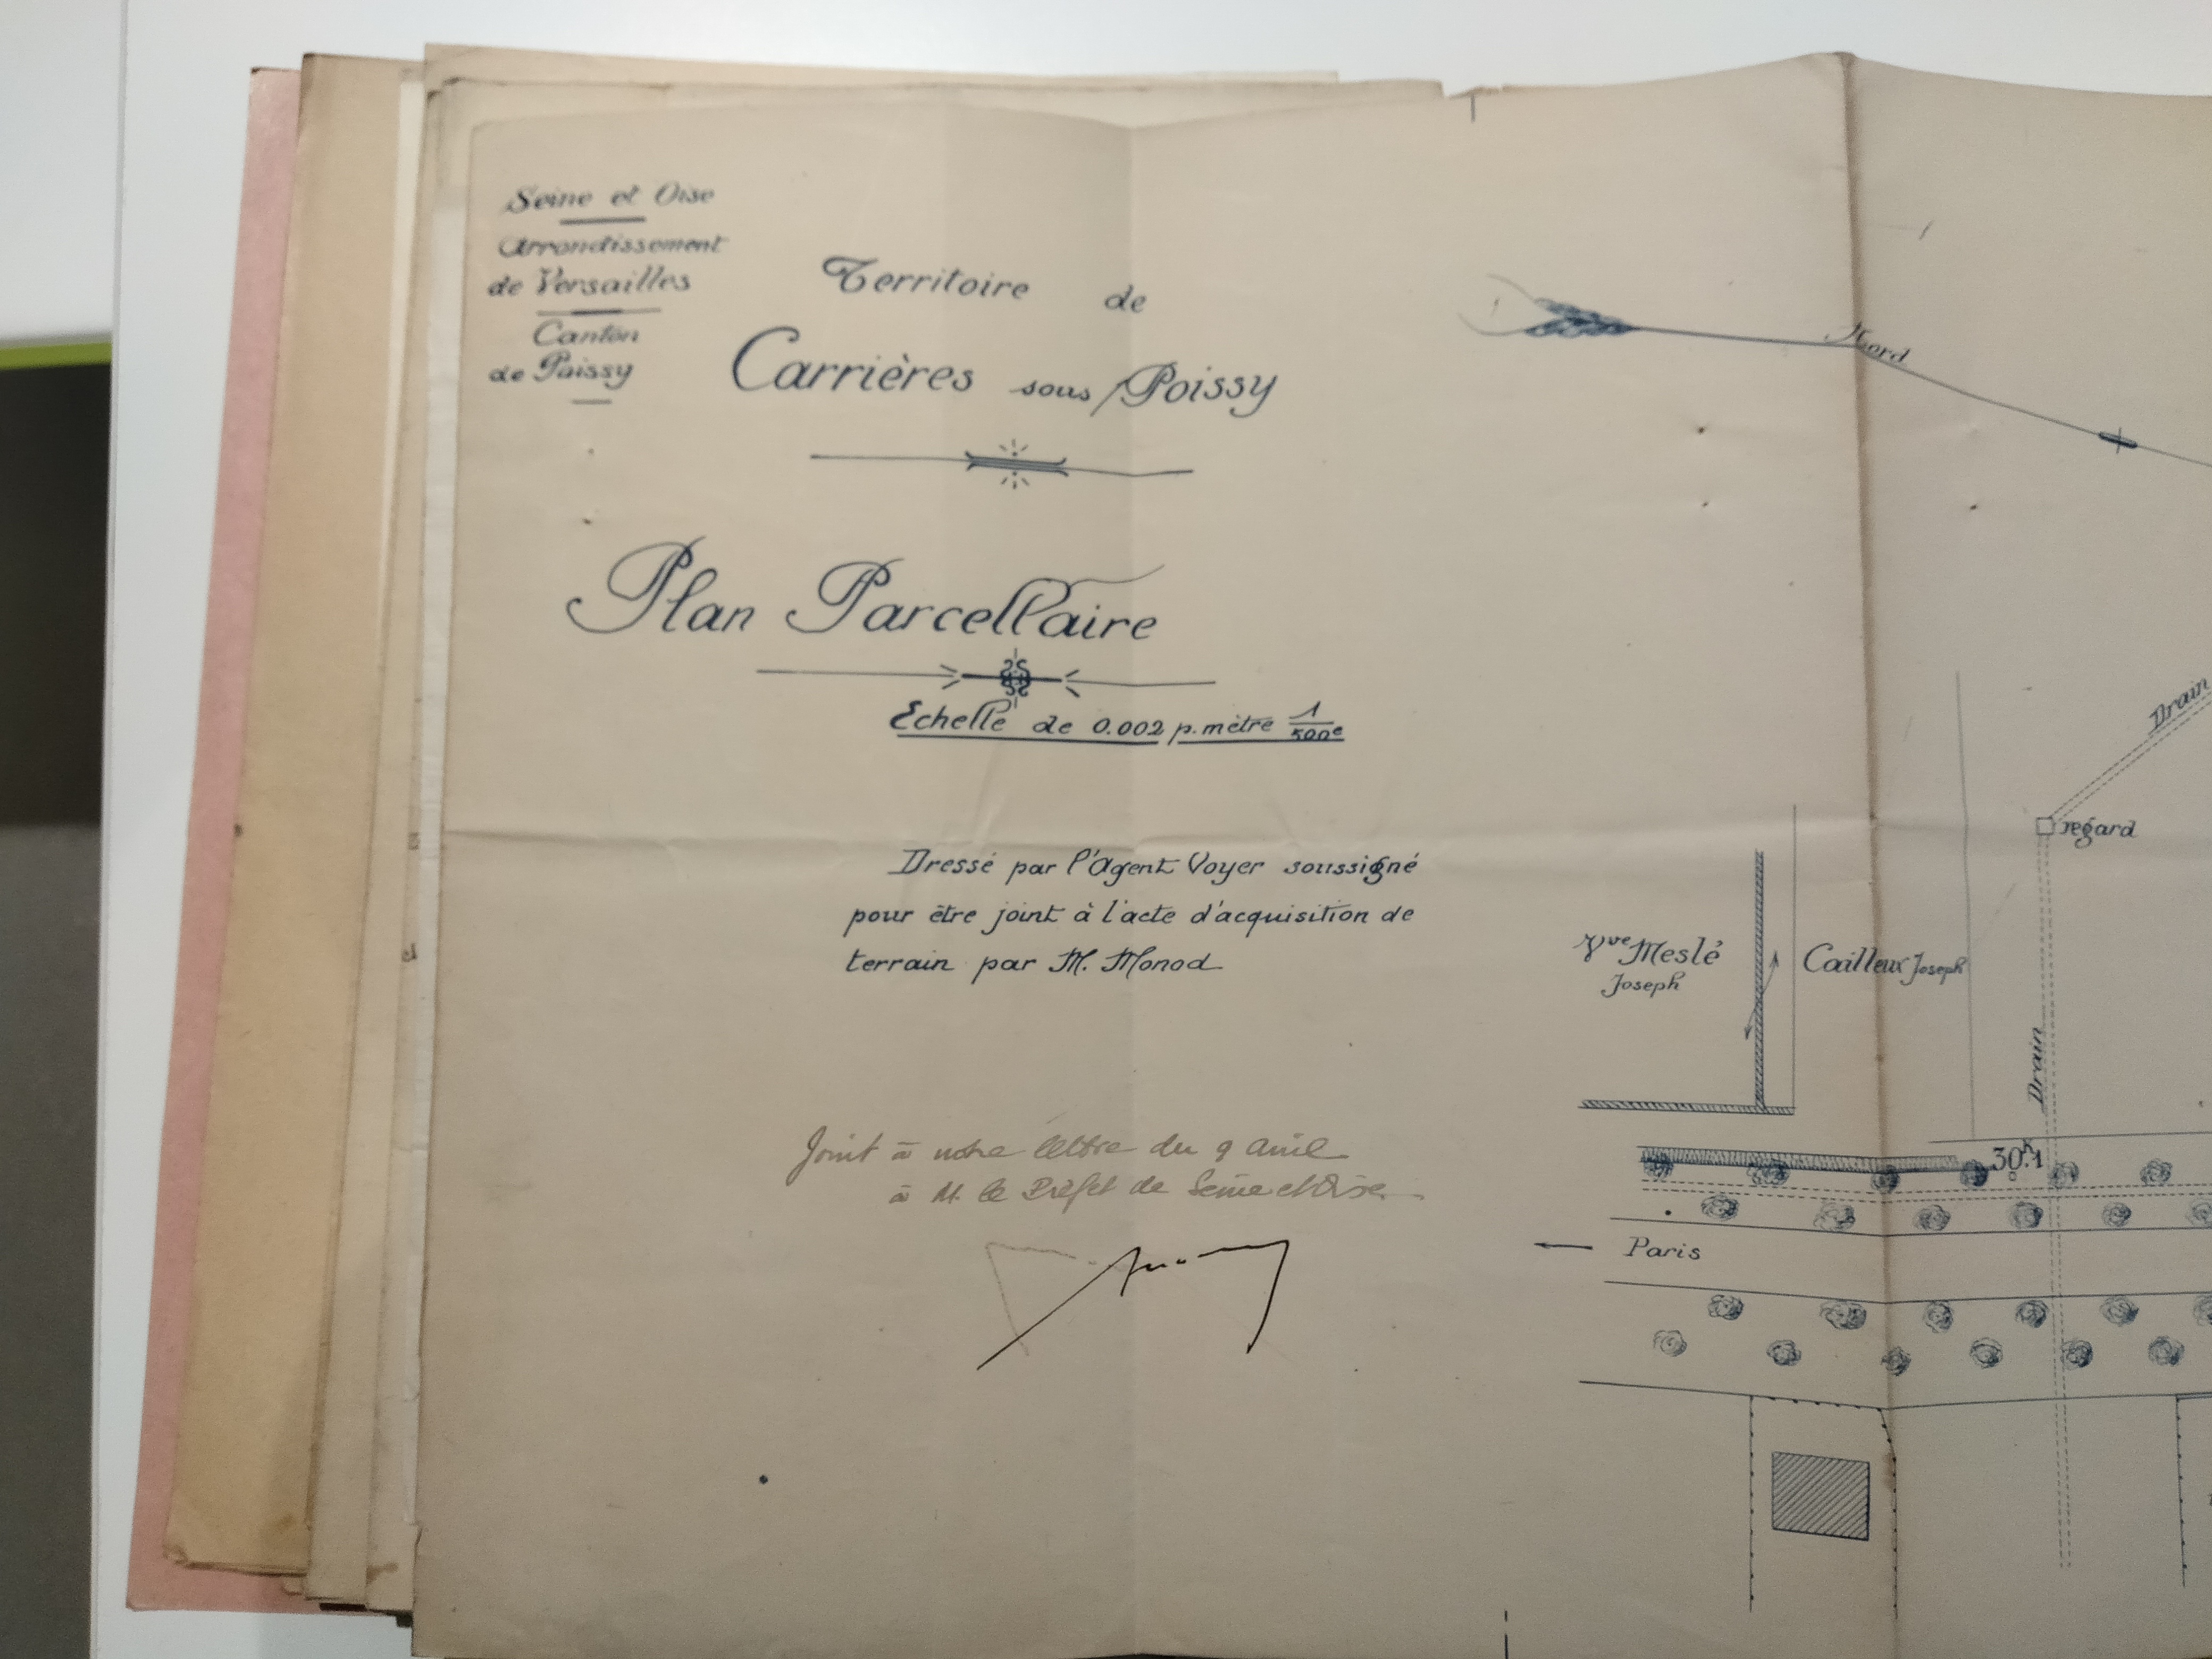 Seine et Oise
Arrondissement
de Versailles
Canton
de Poissy
Territoire de
Carrières sous/Poissy
Plan Parcellaire
Echelle de 0.002 p. mètre 1/500e
Dressé par l'Agent Voyer soussigné
pour être joint à l'acte d'acquisition de
terrain par M. Monod
Joint à notre lettre du 9 Avril
à M. le Préfet de Seine et Oise.
Nord
Drain
regard
Vve Meslé
Joseph
Cailleux Joseph
Drain
30K.1
Paris